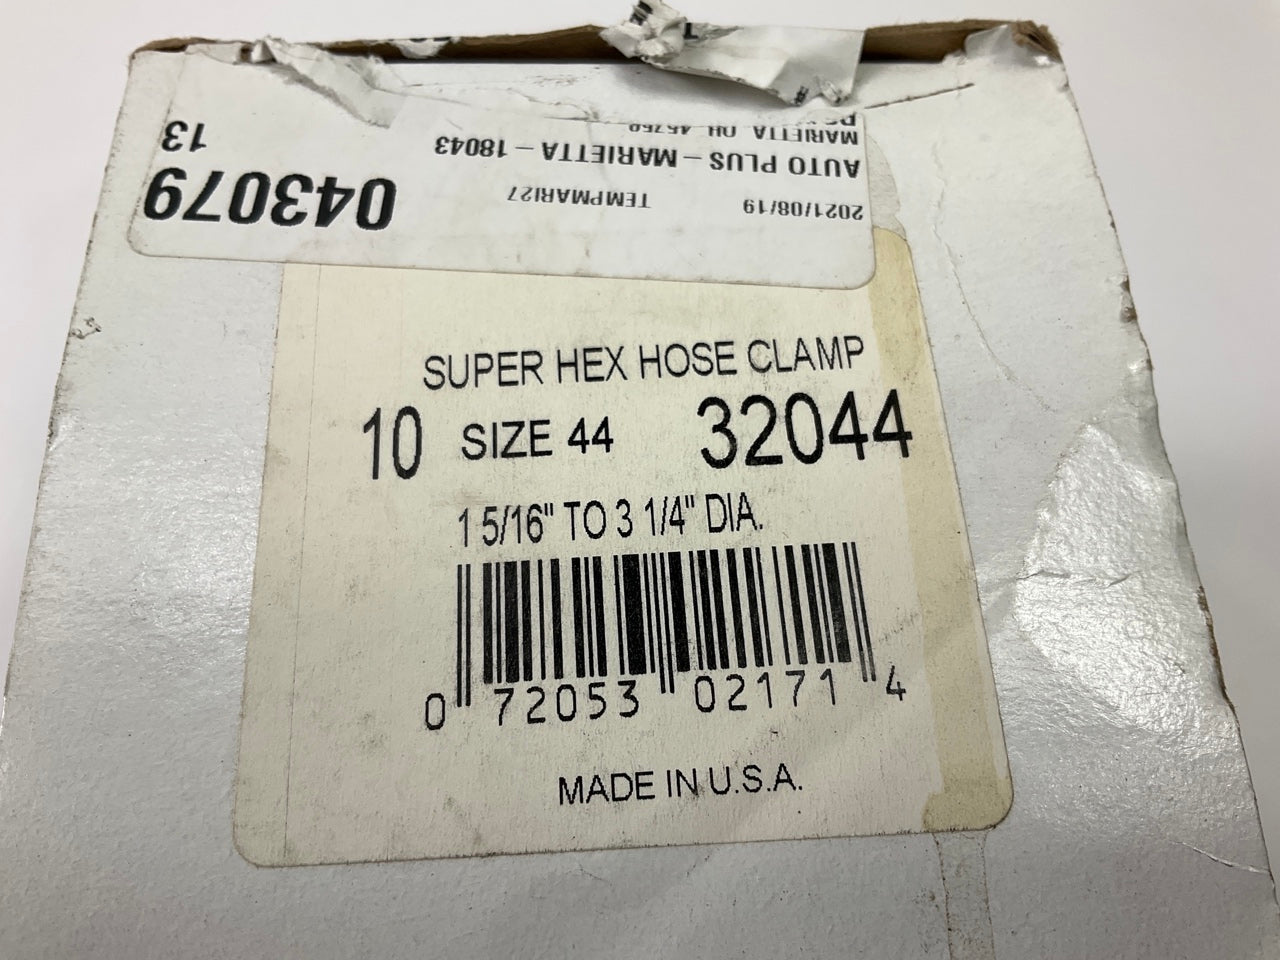 MARIETTA OH 45750
AUTO PLUS - MARIETTA - 18043
13
2021/08/19 TEMPMARI27
043079
SUPER HEX HOSE CLAMP
10 SIZE 44 32044
1 5/16" TO 3 1/4" DIA.
0 72053 02171 4
MADE IN U.S.A.